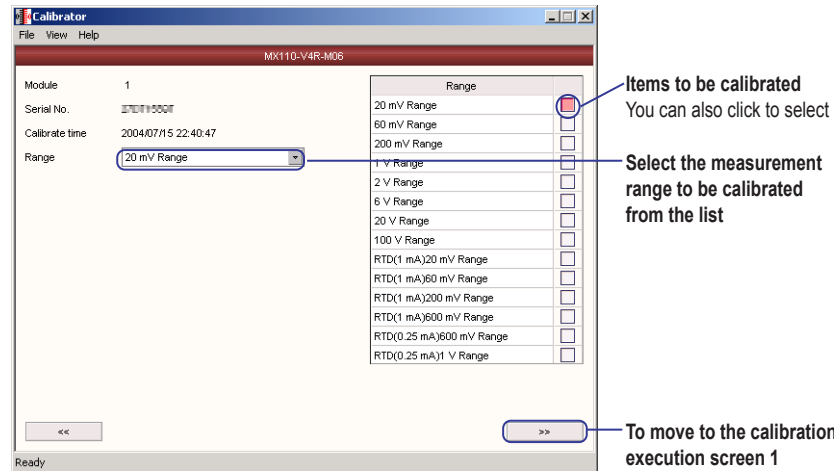 Calibrator
File View Help
MX110-V4R-M06
Module 1
Serial No.
Calibrate time 2004/07/15 22:40:47
Range 20 mV Range
Range
20 mV Range
60 mV Range
200 mV Range
1 V Range
2 V Range
6 V Range
20 V Range
100 V Range
RTD(1 mA)20 mV Range
RTD(1 mA)60 mV Range
RTD(1 mA)200 mV Range
RTD(1 mA)600 mV Range
RTD(0.25 mA)600 mV Range
RTD(0.25 mA)1 V Range
<<
>>
Ready
Items to be calibrated
You can also click to select
Select the measurement
range to be calibrated
from the list
To move to the calibration
execution screen 1